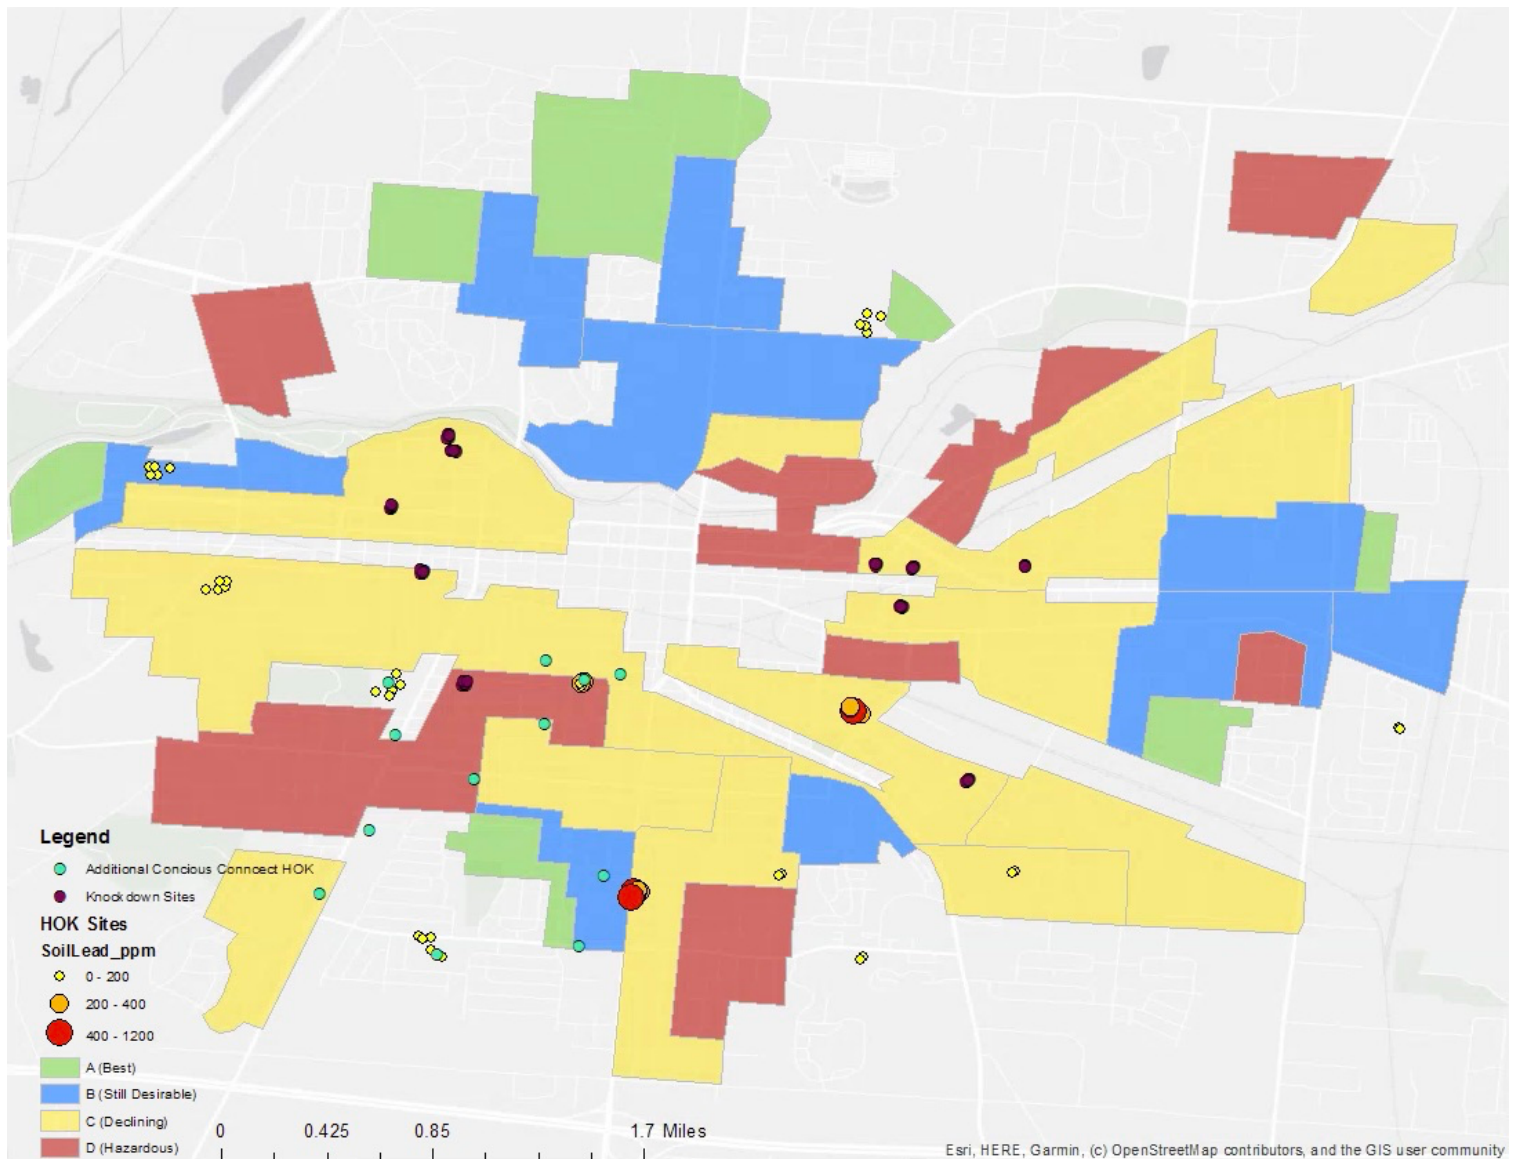 Legend
Additional Concious Conncect HOK
Knockdown Sites
HOK Sites
SoilLead_ppm
0 - 200
200 - 400
400 - 1200
A (Best)
B (Still Desirable)
C (Declining)
D (Hazardous)
0 0.425 0.85 1.7 Miles
Esri, HERE, Garmin, (c) OpenStreetMap contributors, and the GIS user community